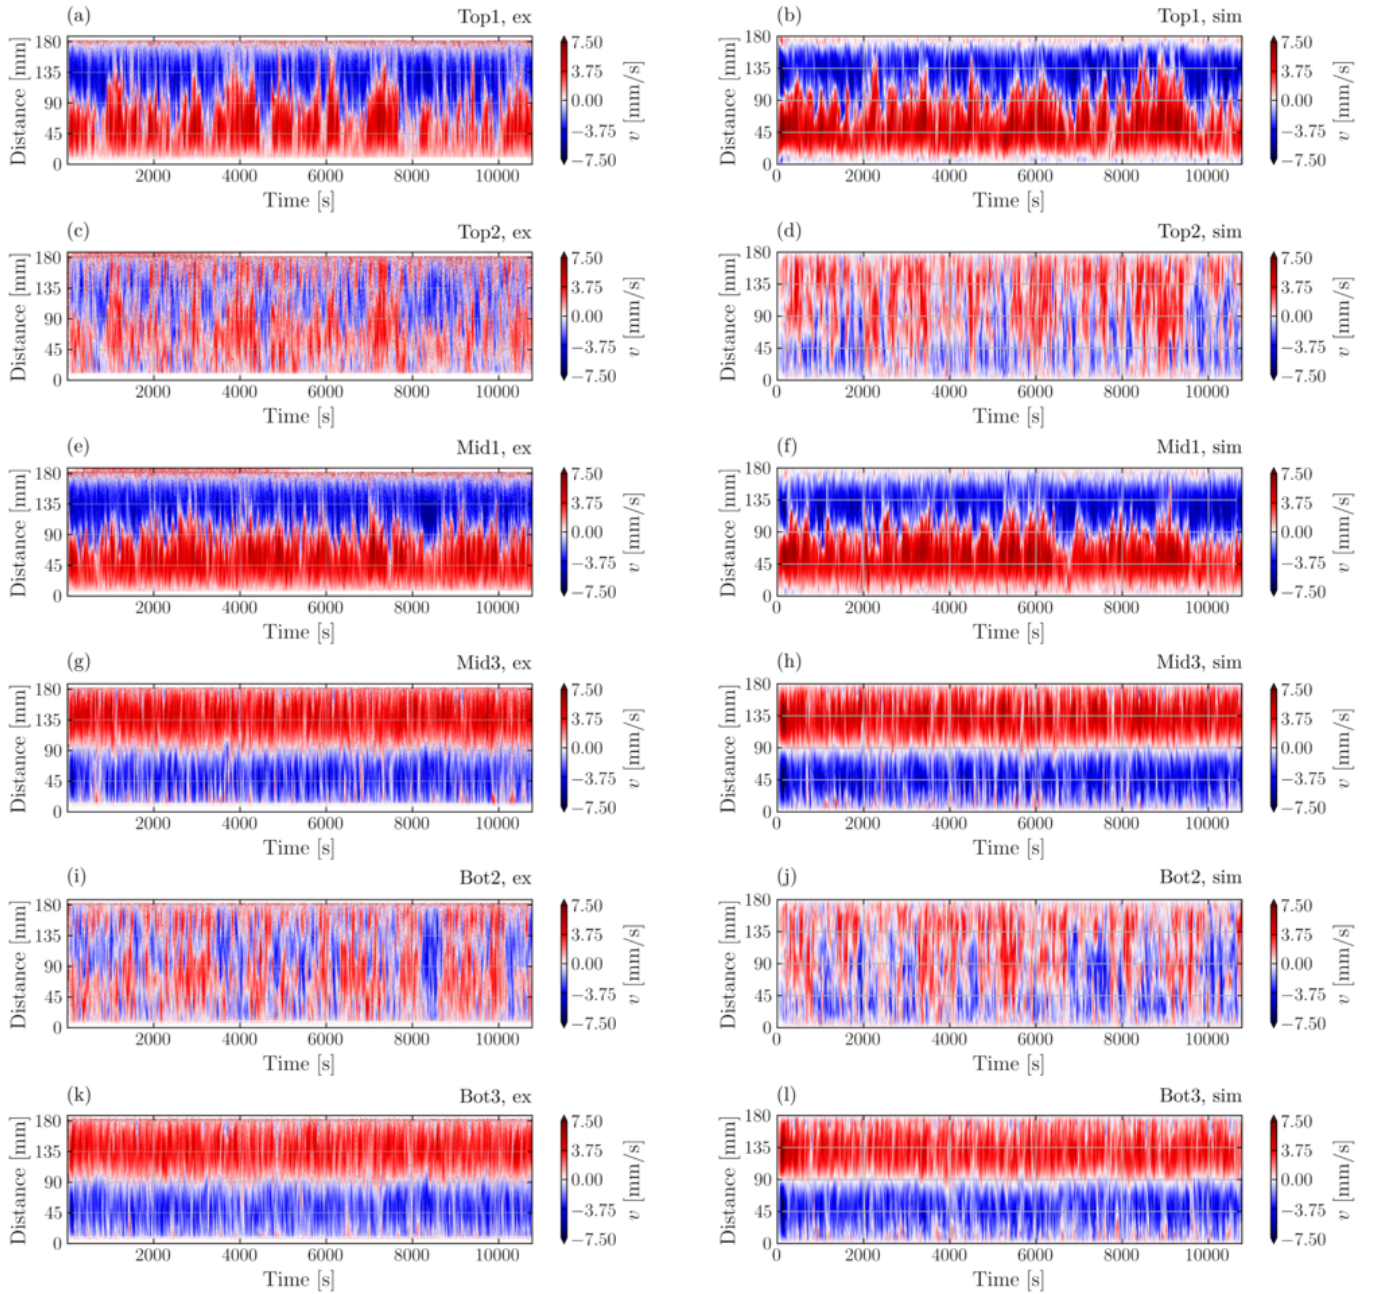 (a) Top1, ex
Distance [mm]
180
135
90
45
0
2000 4000 6000 8000 10000
Time [s]
7.50
3.75
0.00
−3.75
−7.50
v [mm/s]
(b) Top1, sim
Distance [mm]
180
135
90
45
0
0 2000 4000 6000 8000 10000
Time [s]
7.50
3.75
0.00
−3.75
−7.50
v [mm/s]
(c) Top2, ex
Distance [mm]
180
135
90
45
0
2000 4000 6000 8000 10000
Time [s]
7.50
3.75
0.00
−3.75
−7.50
v [mm/s]
(d) Top2, sim
Distance [mm]
180
135
90
45
0
0 2000 4000 6000 8000 10000
Time [s]
7.50
3.75
0.00
−3.75
−7.50
v [mm/s]
(e) Mid1, ex
Distance [mm]
180
135
90
45
0
2000 4000 6000 8000 10000
Time [s]
7.50
3.75
0.00
−3.75
−7.50
v [mm/s]
(f) Mid1, sim
Distance [mm]
180
135
90
45
0
0 2000 4000 6000 8000 10000
Time [s]
7.50
3.75
0.00
−3.75
−7.50
v [mm/s]
(g) Mid3, ex
Distance [mm]
180
135
90
45
0
2000 4000 6000 8000 10000
Time [s]
7.50
3.75
0.00
−3.75
−7.50
v [mm/s]
(h) Mid3, sim
Distance [mm]
180
135
90
45
0
0 2000 4000 6000 8000 10000
Time [s]
7.50
3.75
0.00
−3.75
−7.50
v [mm/s]
(i) Bot2, ex
Distance [mm]
180
135
90
45
0
2000 4000 6000 8000 10000
Time [s]
7.50
3.75
0.00
−3.75
−7.50
v [mm/s]
(j) Bot2, sim
Distance [mm]
180
135
90
45
0
0 2000 4000 6000 8000 10000
Time [s]
7.50
3.75
0.00
−3.75
−7.50
v [mm/s]
(k) Bot3, ex
Distance [mm]
180
135
90
45
0
2000 4000 6000 8000 10000
Time [s]
7.50
3.75
0.00
−3.75
−7.50
v [mm/s]
(l) Bot3, sim
Distance [mm]
180
135
90
45
0
0 2000 4000 6000 8000 10000
Time [s]
7.50
3.75
0.00
−3.75
−7.50
v [mm/s]